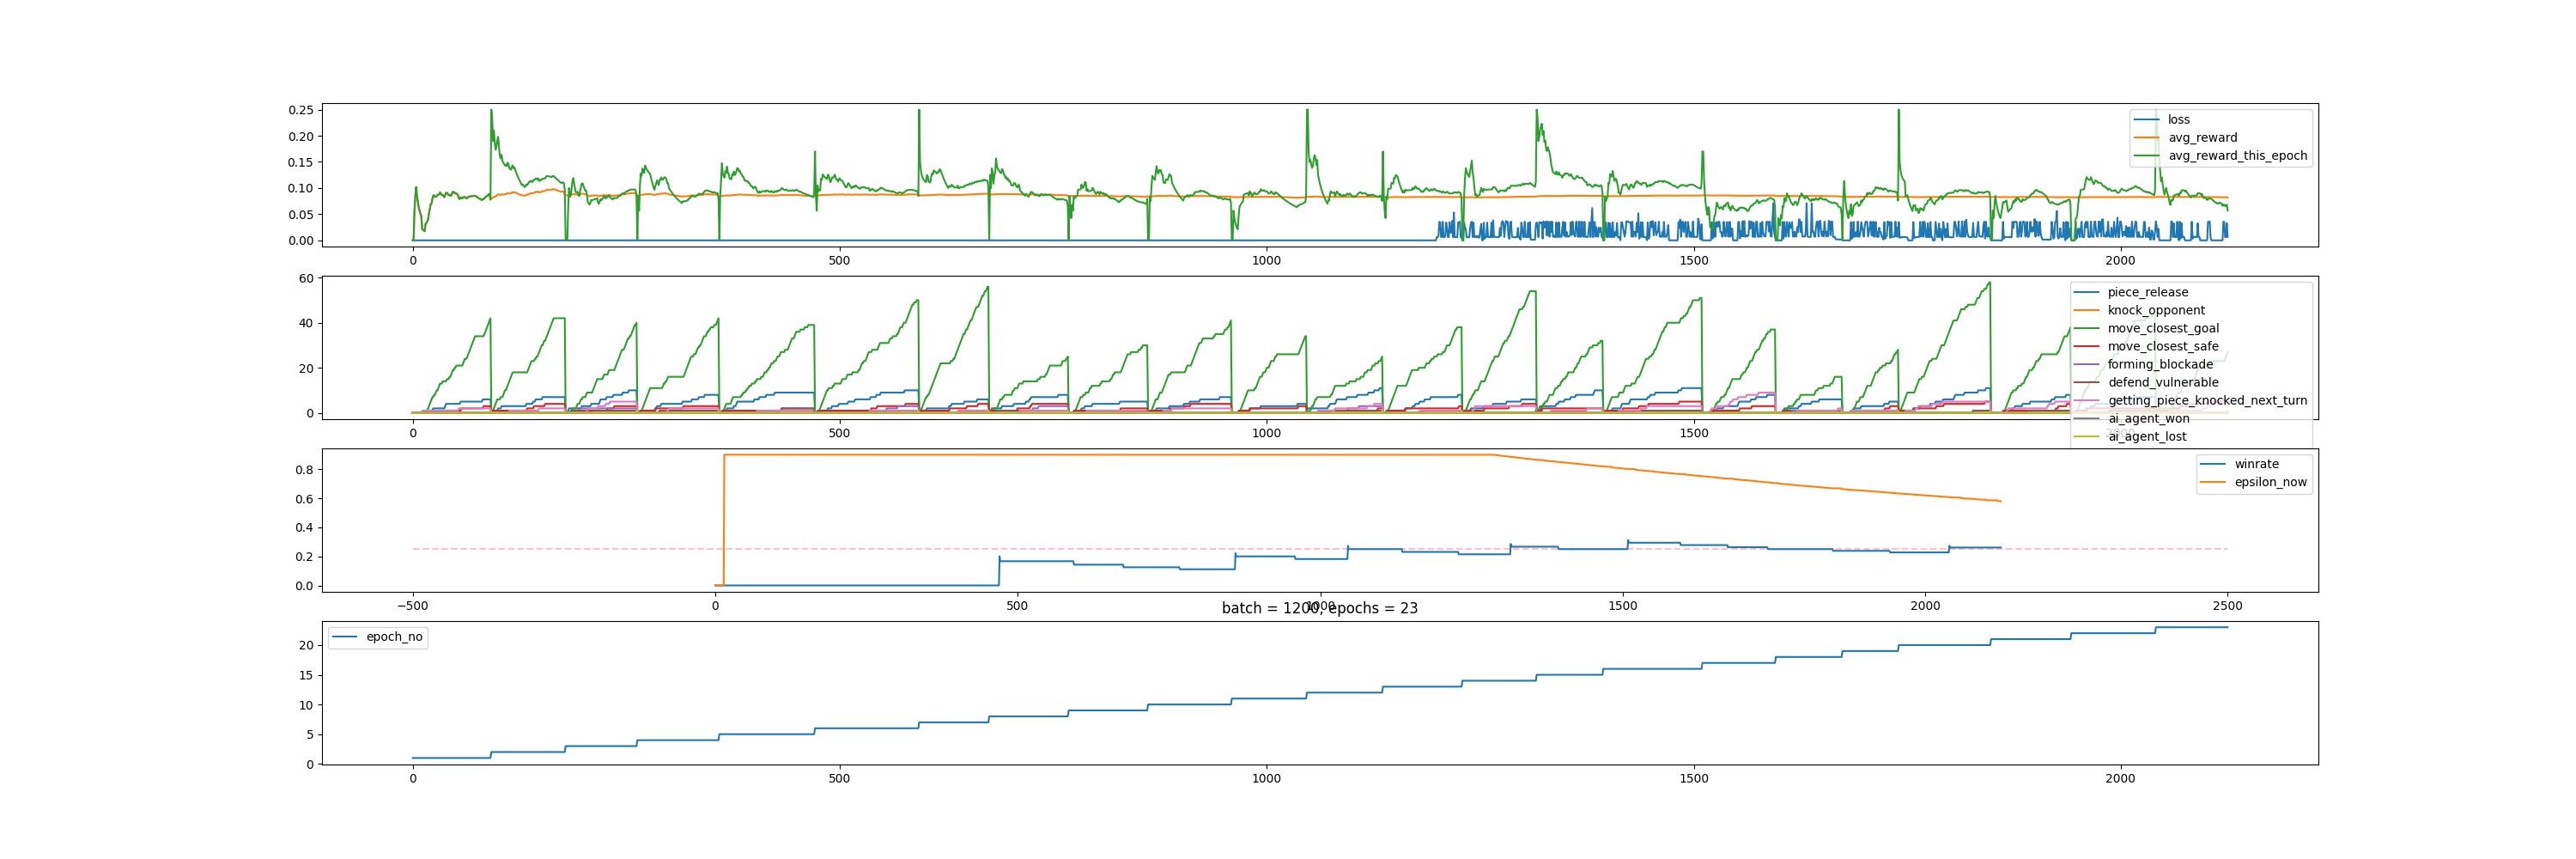 0.25
0.20
0.15
0.10
0.05
0.00
loss
avg_reward
avg_reward_this_epoch
0 500 1000 1500 2000
60
40
20
0
piece_release
knock_opponent
move_closest_goal
move_closest_safe
forming_blockade
defend_vulnerable
getting_piece_knocked_next_turn
ai_agent_won
ai_agent_lost
0 500 1000 1500 2000
0.8
0.6
0.4
0.2
0.0
winrate
epsilon_now
−500 0 500 1000 1500 2000 2500
batch = 1200, epochs = 23
20
15
10
5
0
epoch_no
0 500 1000 1500 2000